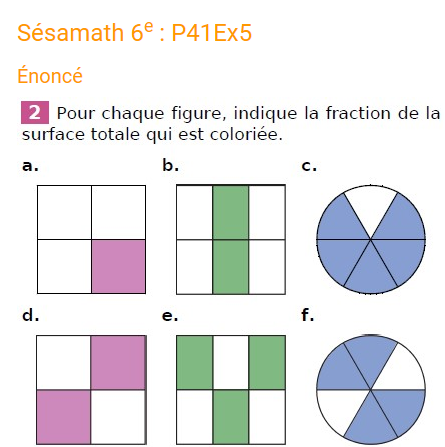 Sésamath 6e : P41Ex5
Énoncé
2 Pour chaque figure, indique la fraction de la
surface totale qui est coloriée.
a. b. c.
d. e. f.